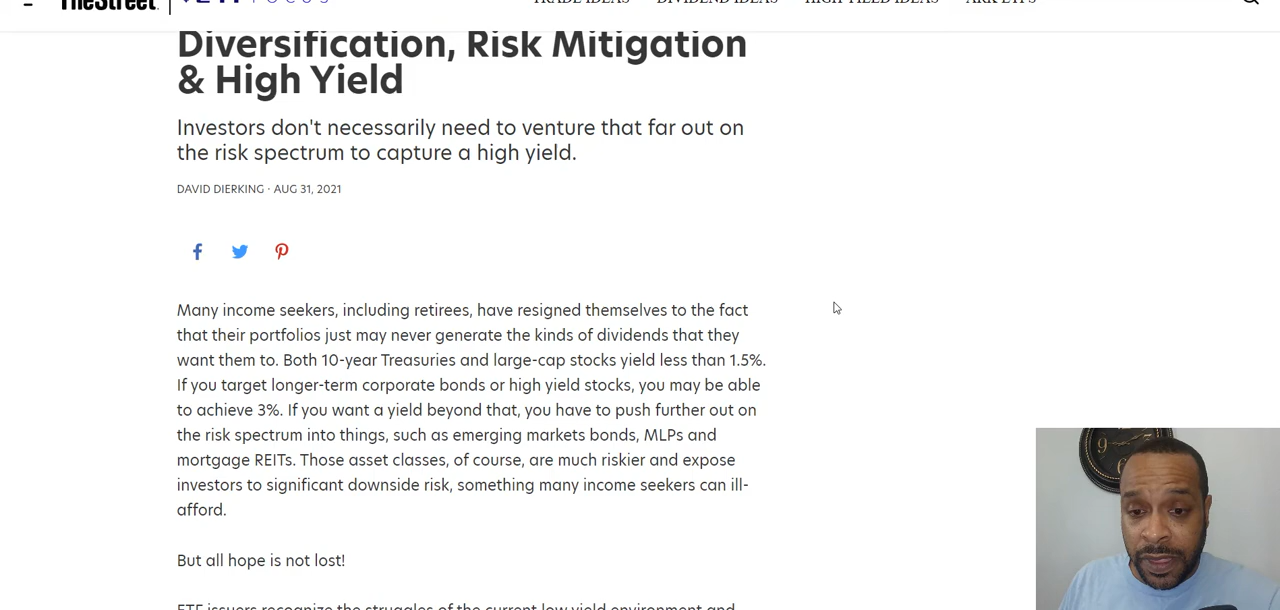 TheStreet
FOCUS
TRADE IDEAS DIVIDEND IDEAS HIGH YIELD IDEAS ARK ETFS
Diversification, Risk Mitigation
& High Yield
Investors don't necessarily need to venture that far out on
the risk spectrum to capture a high yield.
DAVID DIERKING · AUG 31, 2021
Many income seekers, including retirees, have resigned themselves to the fact
that their portfolios just may never generate the kinds of dividends that they
want them to. Both 10-year Treasuries and large-cap stocks yield less than 1.5%.
If you target longer-term corporate bonds or high yield stocks, you may be able
to achieve 3%. If you want a yield beyond that, you have to push further out on
the risk spectrum into things, such as emerging markets bonds, MLPs and
mortgage REITs. Those asset classes, of course, are much riskier and expose
investors to significant downside risk, something many income seekers can ill-
afford.
But all hope is not lost!
ETF issuers recognize the struggles of the current low yield environment and